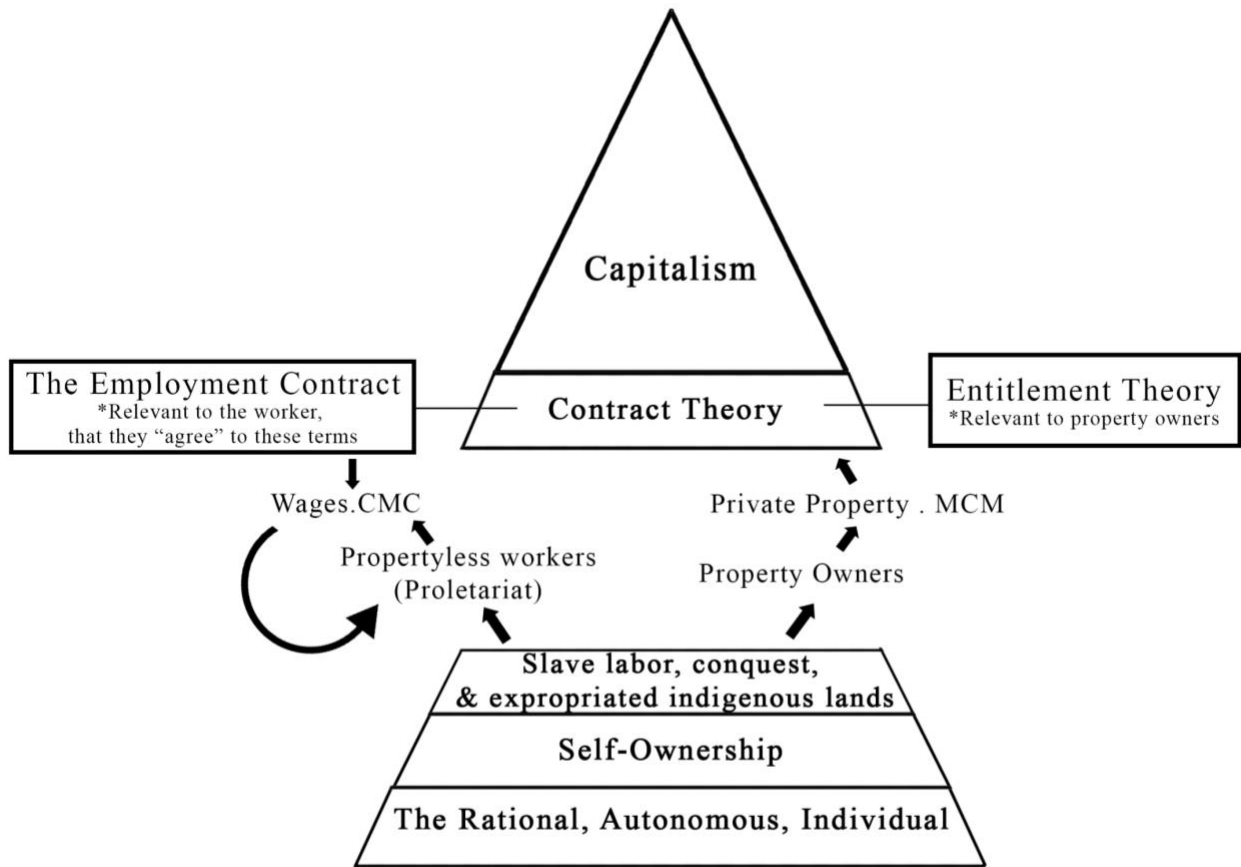 Capitalism
The Employment Contract
*Relevant to the worker,
that they “agree” to these terms
Contract Theory
Entitlement Theory
*Relevant to property owners
Wages.CMC
Private Property . MCM
Propertyless workers
(Proletariat)
Property Owners
Slave labor, conquest,
& expropriated indigenous lands
Self-Ownership
The Rational, Autonomous, Individual